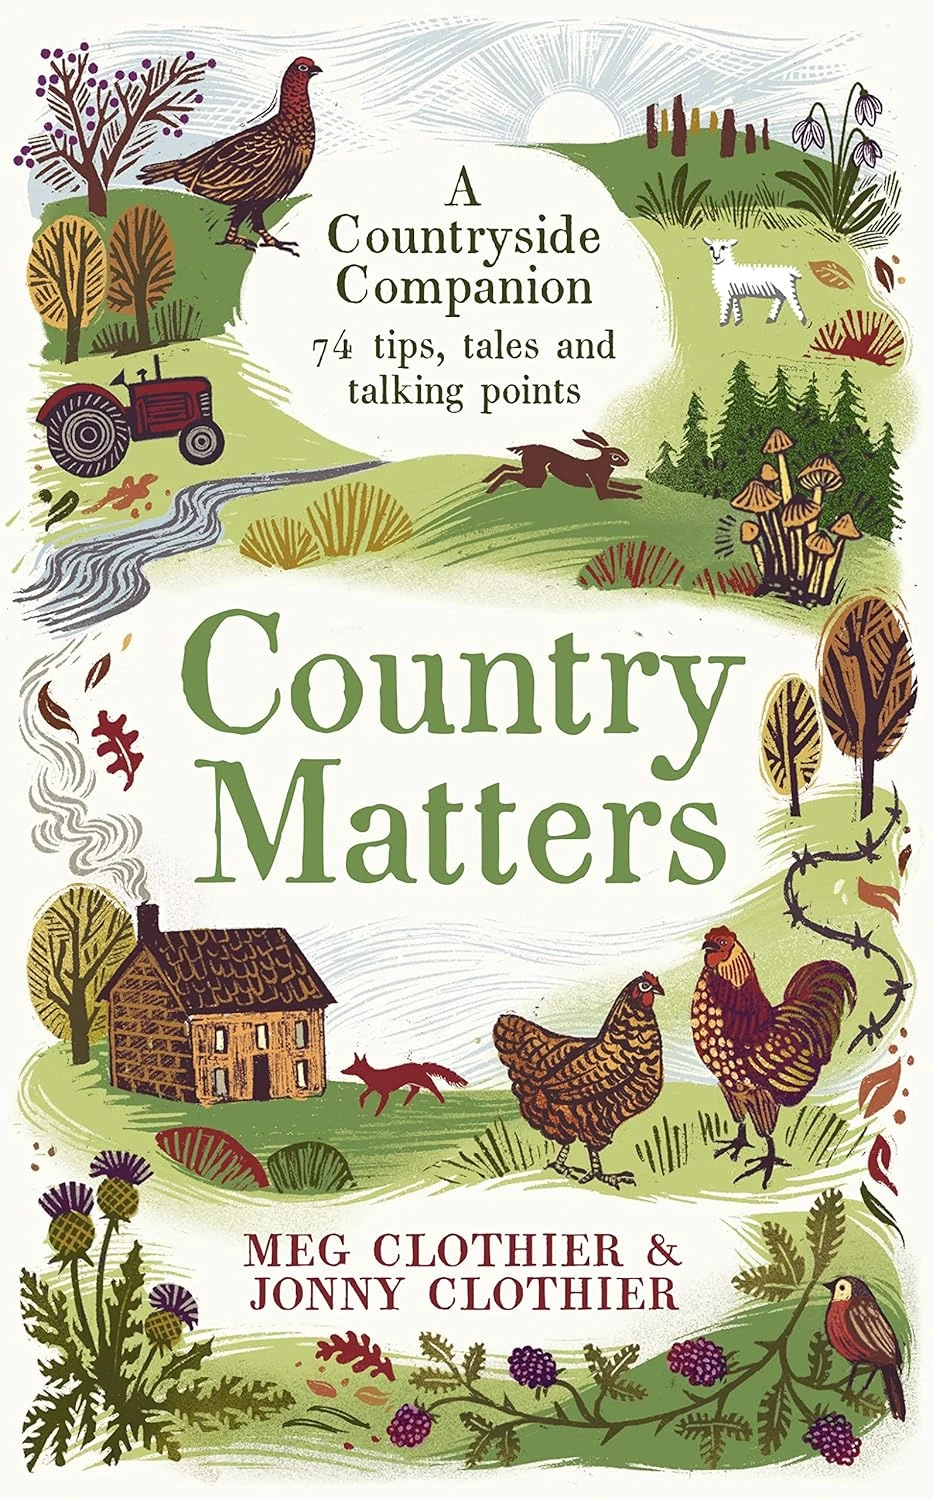 A
Countryside
Companion
74 tips, tales and
talking points
Country
Matters
MEG CLOTHIER &
JONNY CLOTHIER